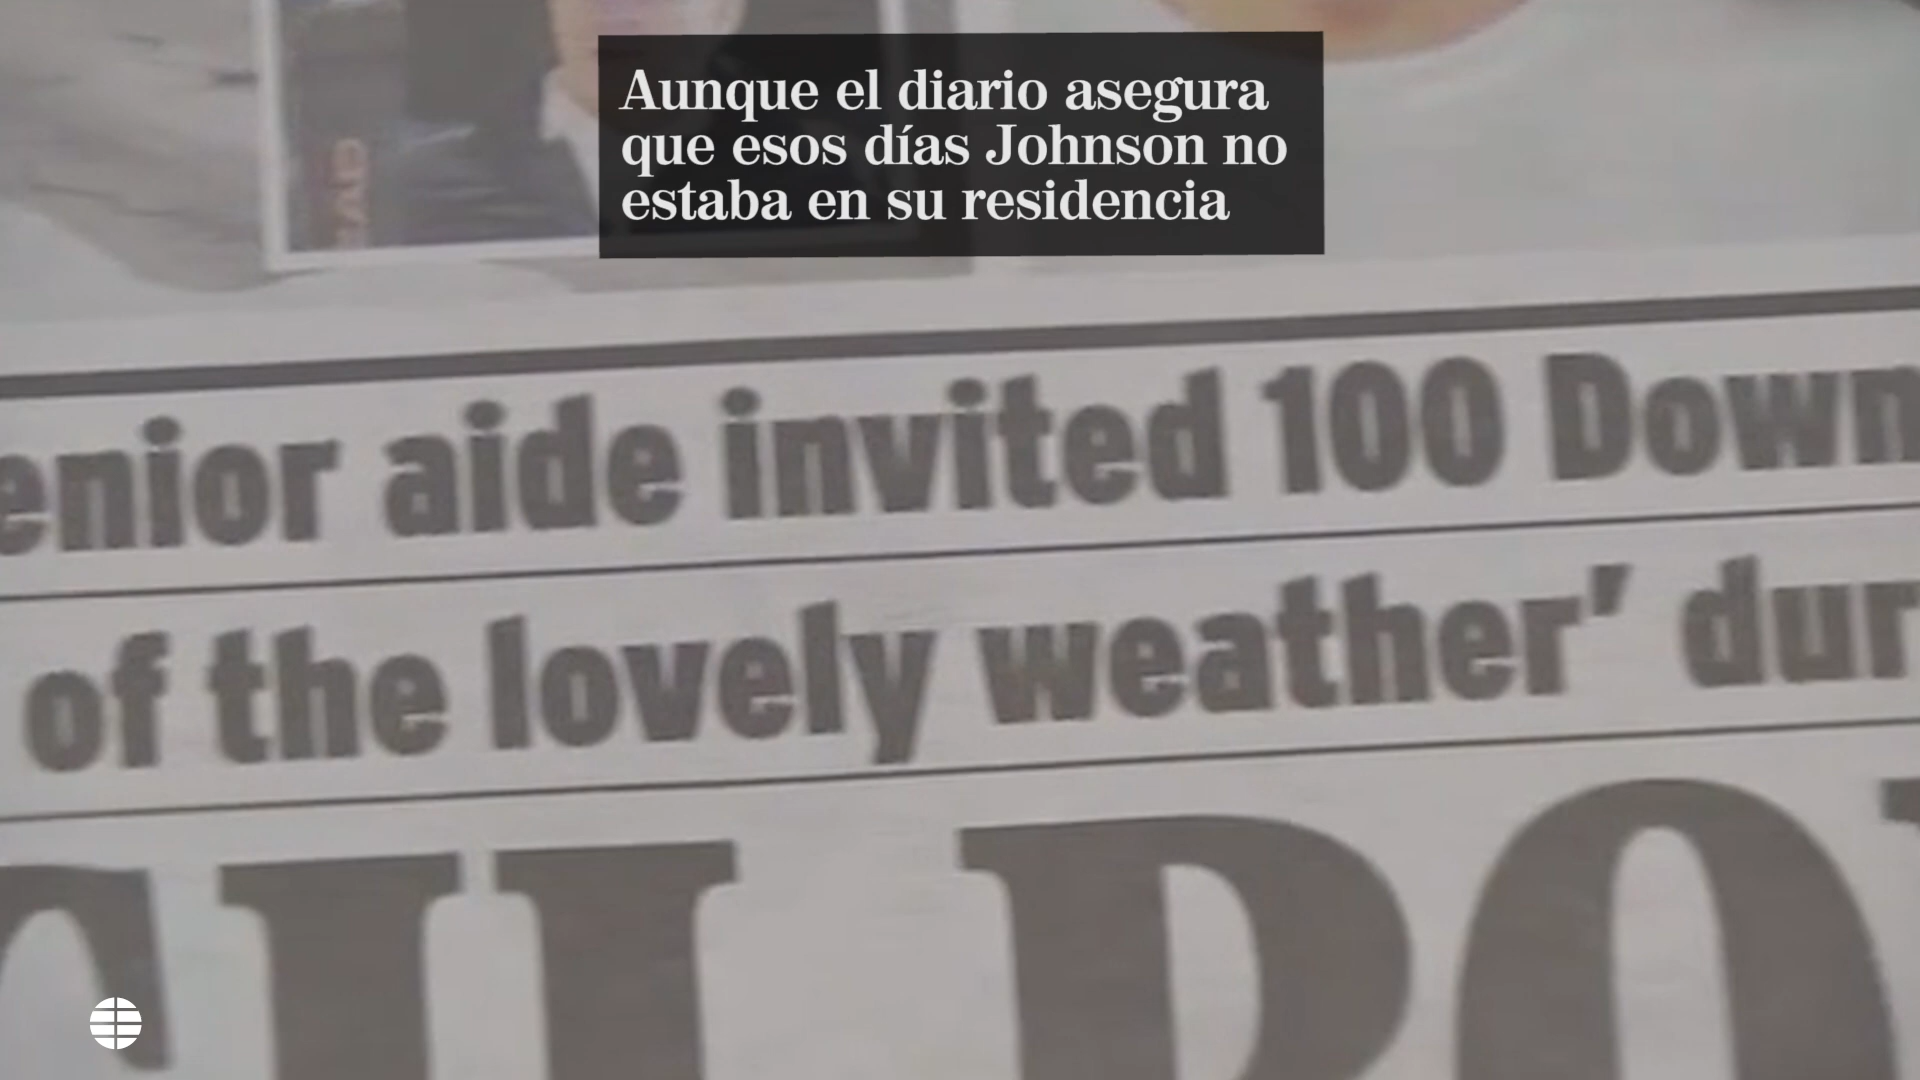 Aunque el diario asegura
que esos días Johnson no
estaba en su residencia
enior aide invited 100 Down
of the lovely weather' dur